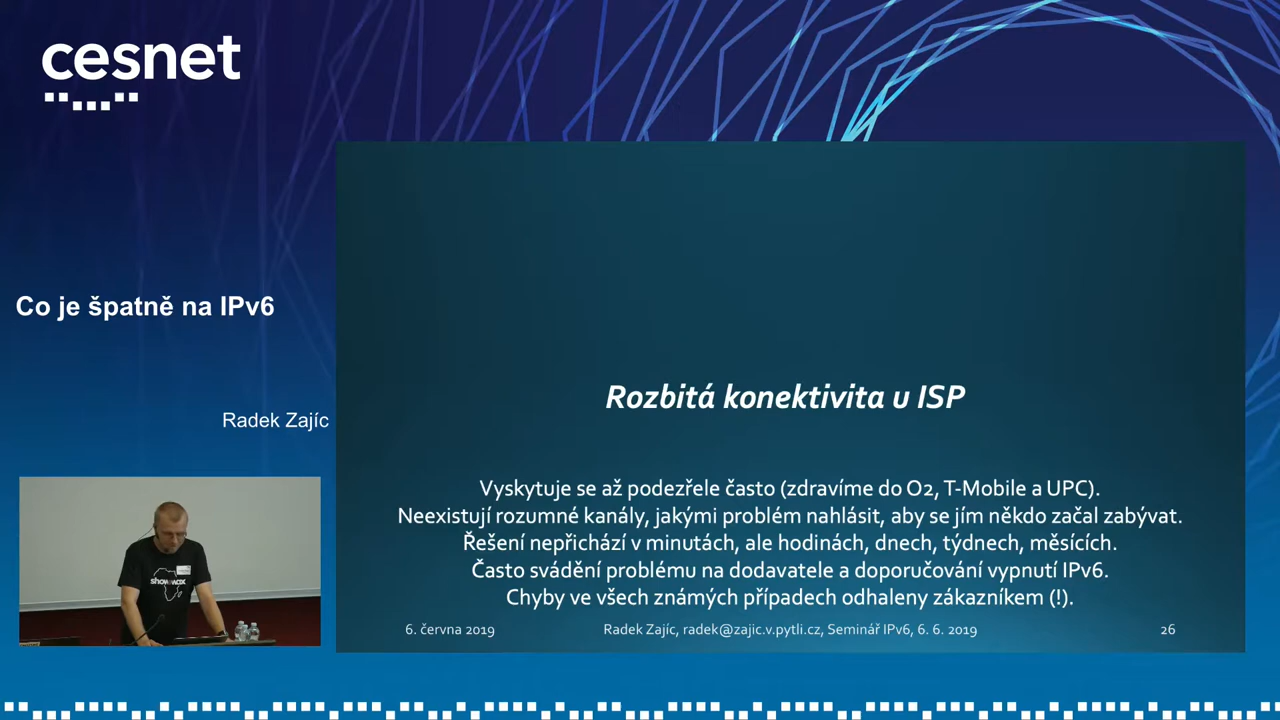 cesnet
Co je špatně na IPv6
Radek Zajíc
showmax
Rozbitá konektivita u ISP
Vyskytuje se až podezřele často (zdravíme do O2, T-Mobile a UPC).
Neexistují rozumné kanály, jakými problém nahlásit, aby se jím někdo začal zabývat.
Řešení nepřichází v minutách, ale hodinách, dnech, týdnech, měsících.
Často svádění problému na dodavatele a doporučování vypnutí IPv6.
Chyby ve všech známých případech odhaleny zákazníkem (!).
6. června 2019
Radek Zajíc, radek@zajic.v.pytli.cz, Seminář IPv6, 6. 6. 2019
26